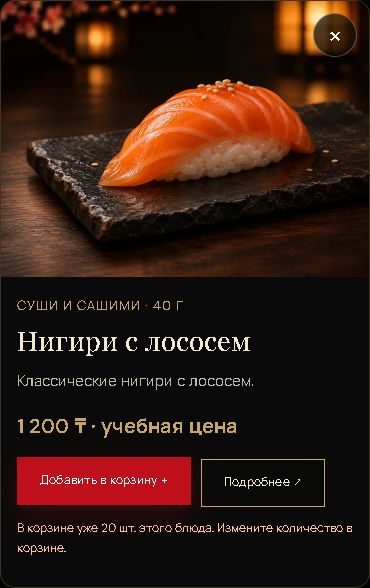 ×
СУШИ И САШИМИ · 40 Г
Нигири с лососем
Классические нигири с лососем.
1 200 ₸ · учебная цена
Добавить в корзину +
Подробнее ↗
В корзине уже 20 шт. этого блюда. Измените количество в
корзине.